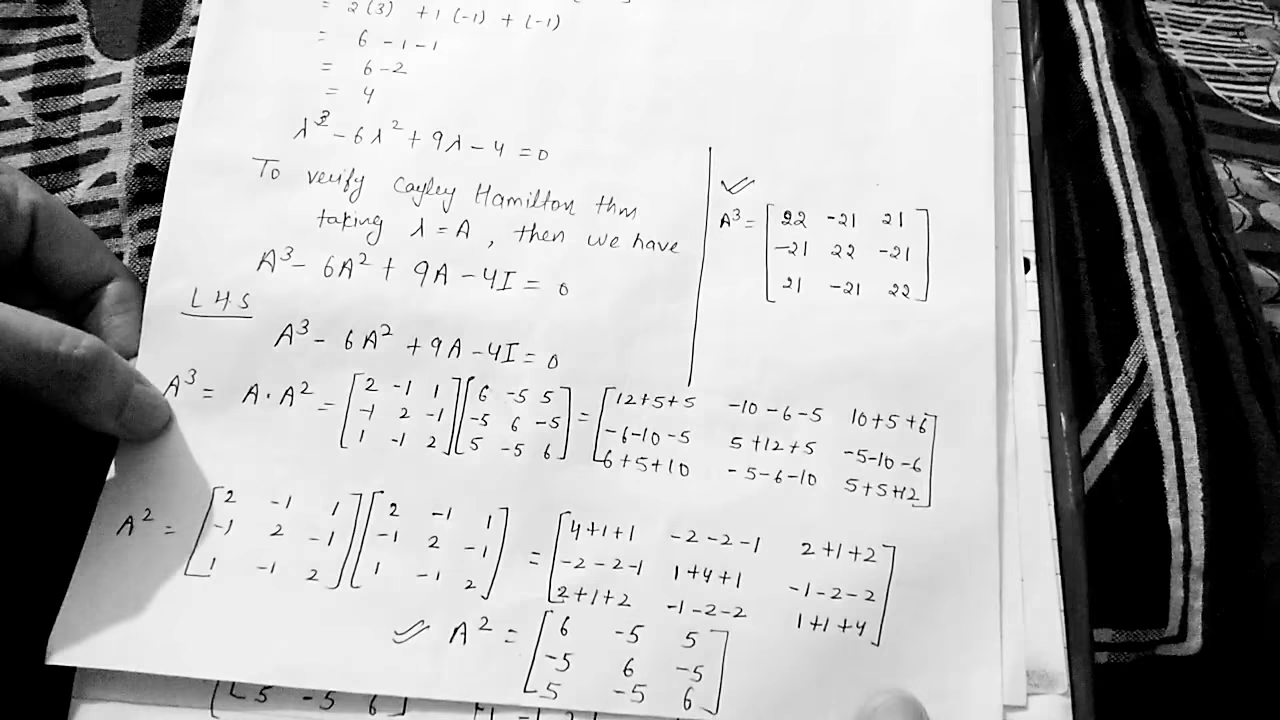 = 2(3) +1(-1) + (-1)
= 6 -1 -1
= 6-2
= 4
λ³ - 6λ² + 9λ - 4 = 0
To verify Cayley Hamilton thm
taking λ = A, then we have
A³ - 6A² + 9A - 4I = 0
LHS
A³ - 6A² + 9A - 4I = 0
A³ = A . A² = [2 -1 1; -1 2 -1; 1 -1 2] [6 -5 5; -5 6 -5; 5 -5 6] = [12+5+5 -10-6-5 10+5+6; -6-10-5 5+12+5 -5-10-6; 6+5+10 -5-6-10 5+5+12]
A² = [2 -1 1; -1 2 -1; 1 -1 2] [2 -1 1; -1 2 -1; 1 -1 2] = [4+1+1 -2-2-1 2+1+2; -2-2-1 1+4+1 -1-2-2; 2+1+2 -1-2-2 1+1+4]
A² = [6 -5 5; -5 6 -5; 5 -5 6]
A³ = [22 -21 21; -21 22 -21; 21 -21 22]
5 -5 6